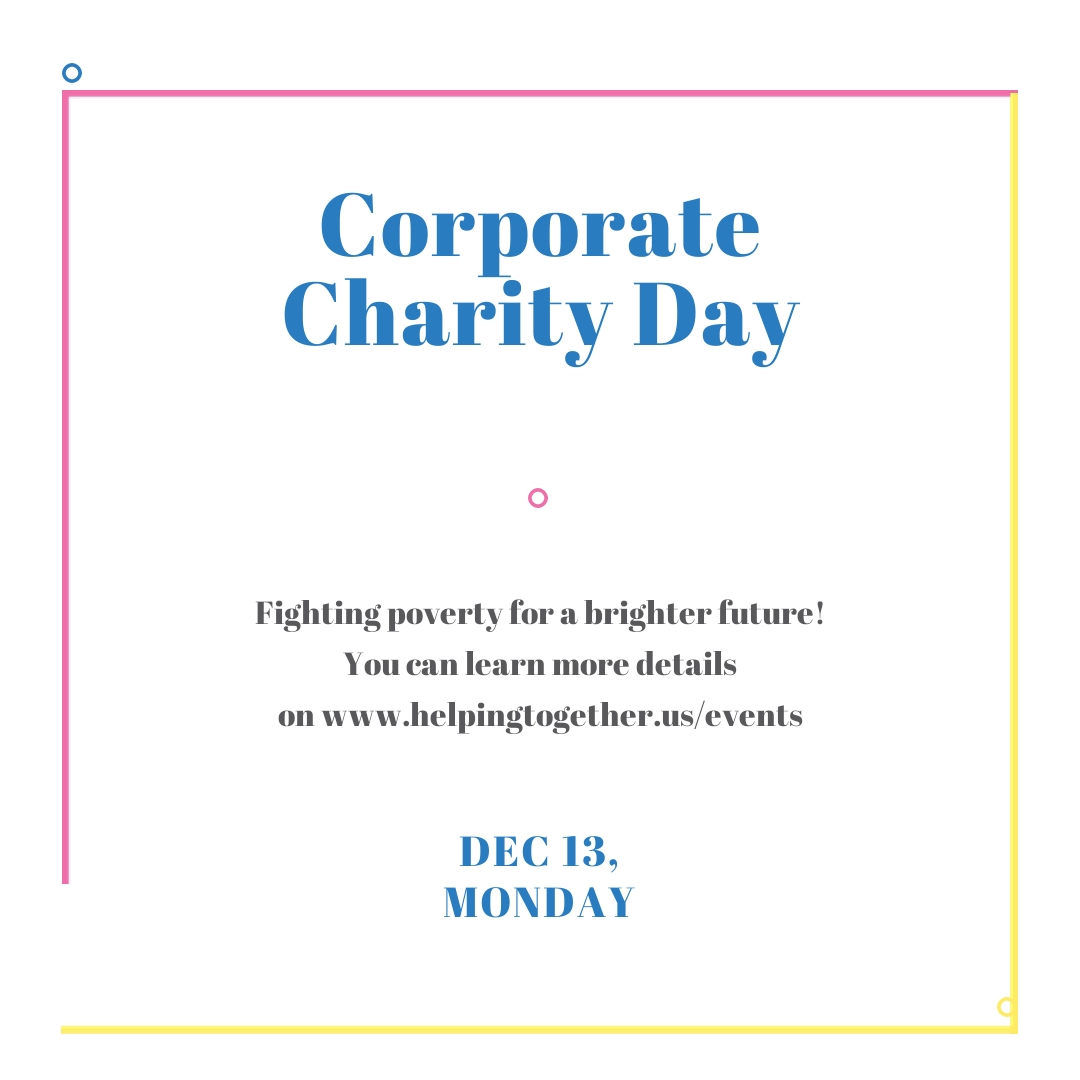 Corporate
Charity Day
Fighting poverty for a brighter future!
You can learn more details
on www.helpingtogether.us/events
DEC 13,
MONDAY